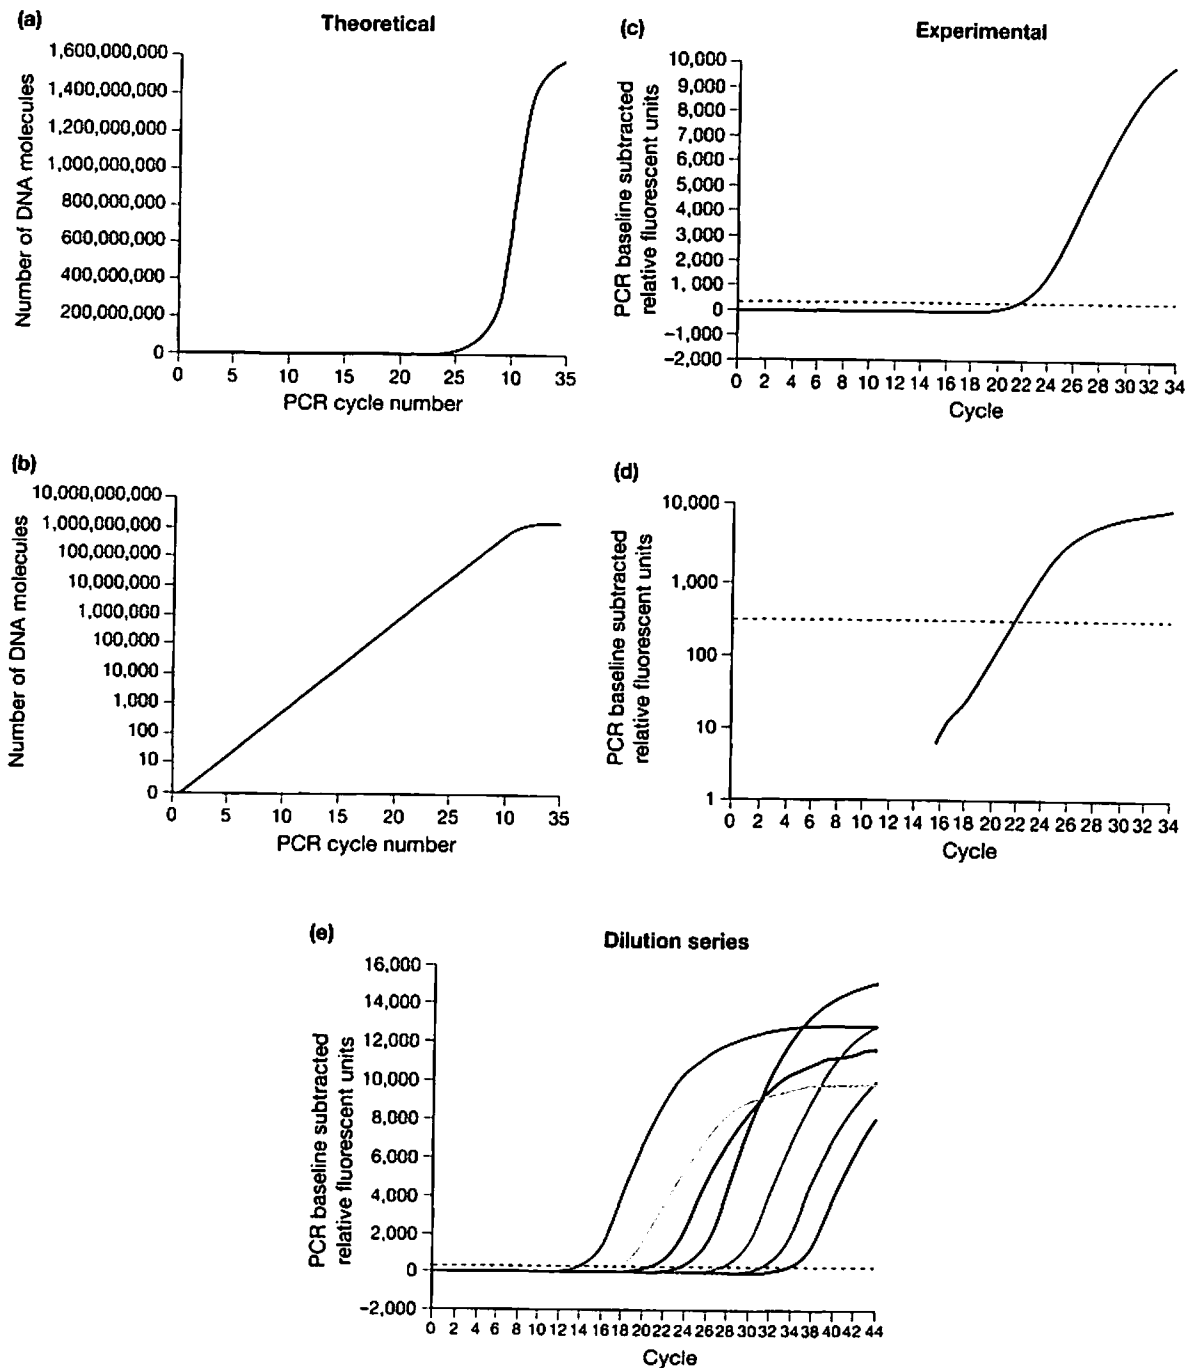 (a)
Theoretical
Number of DNA molecules
1,600,000,000
1,400,000,000
1,200,000,000
1,000,000,000
800,000,000
600,000,000
400,000,000
200,000,000
0
0 5 10 15 20 25 10 35
PCR cycle number
(c)
Experimental
PCR baseline subtracted
relative fluorescent units
10,000
9,000
8,000
7,000
6,000
5,000
4,000
3,000
2,000
1,000
0
−1,000
−2,000
0 2 4 6 8 10 12 14 16 18 20 22 24 26 28 30 32 34
Cycle
(b)
Number of DNA molecules
10,000,000,000
1,000,000,000
100,000,000
10,000,000
1,000,000
100,000
10,000
1,000
100
10
0
0 5 10 15 20 25 10 35
PCR cycle number
(d)
PCR baseline subtracted
relative fluorescent units
10,000
1,000
100
10
1
0 2 4 6 8 10 12 14 16 18 20 22 24 26 28 30 32 34
Cycle
(e)
Dilution series
PCR baseline subtracted
relative fluorescent units
16,000
14,000
12,000
10,000
8,000
6,000
4,000
2,000
0
−2,000
0 2 4 6 8 10 12 14 16 18 20 22 24 26 28 30 32 34 36 38 40 42 44
Cycle